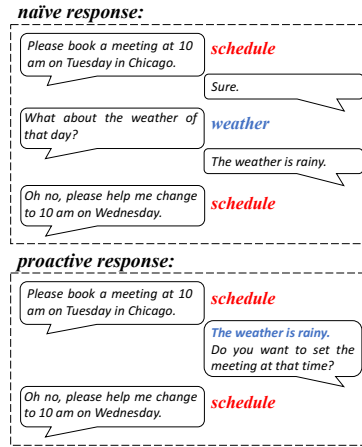 naïve response:
Please book a meeting at 10
am on Tuesday in Chicago.
schedule
Sure.
What about the weather of
that day?
weather
The weather is rainy.
Oh no, please help me change
to 10 am on Wednesday.
schedule
proactive response:
Please book a meeting at 10
am on Tuesday in Chicago.
schedule
The weather is rainy.
Do you want to set the
meeting at that time?
Oh no, please help me change
to 10 am on Wednesday.
schedule